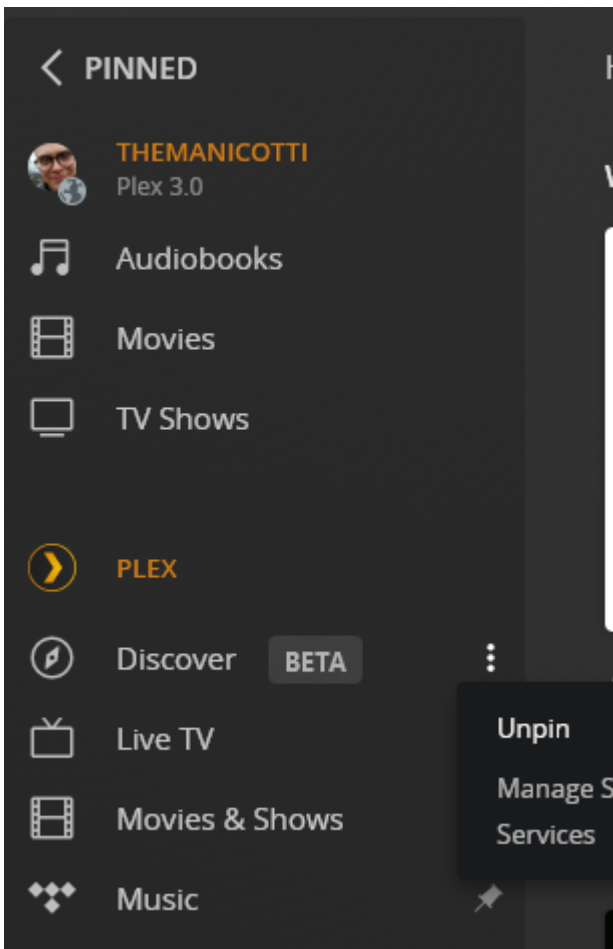 PINNED
THEMANICOTTI
Plex 3.0
Audiobooks
Movies
TV Shows
PLEX
Discover BETA
Live TV
Unpin
Manage
Services
Movies & Shows
Music